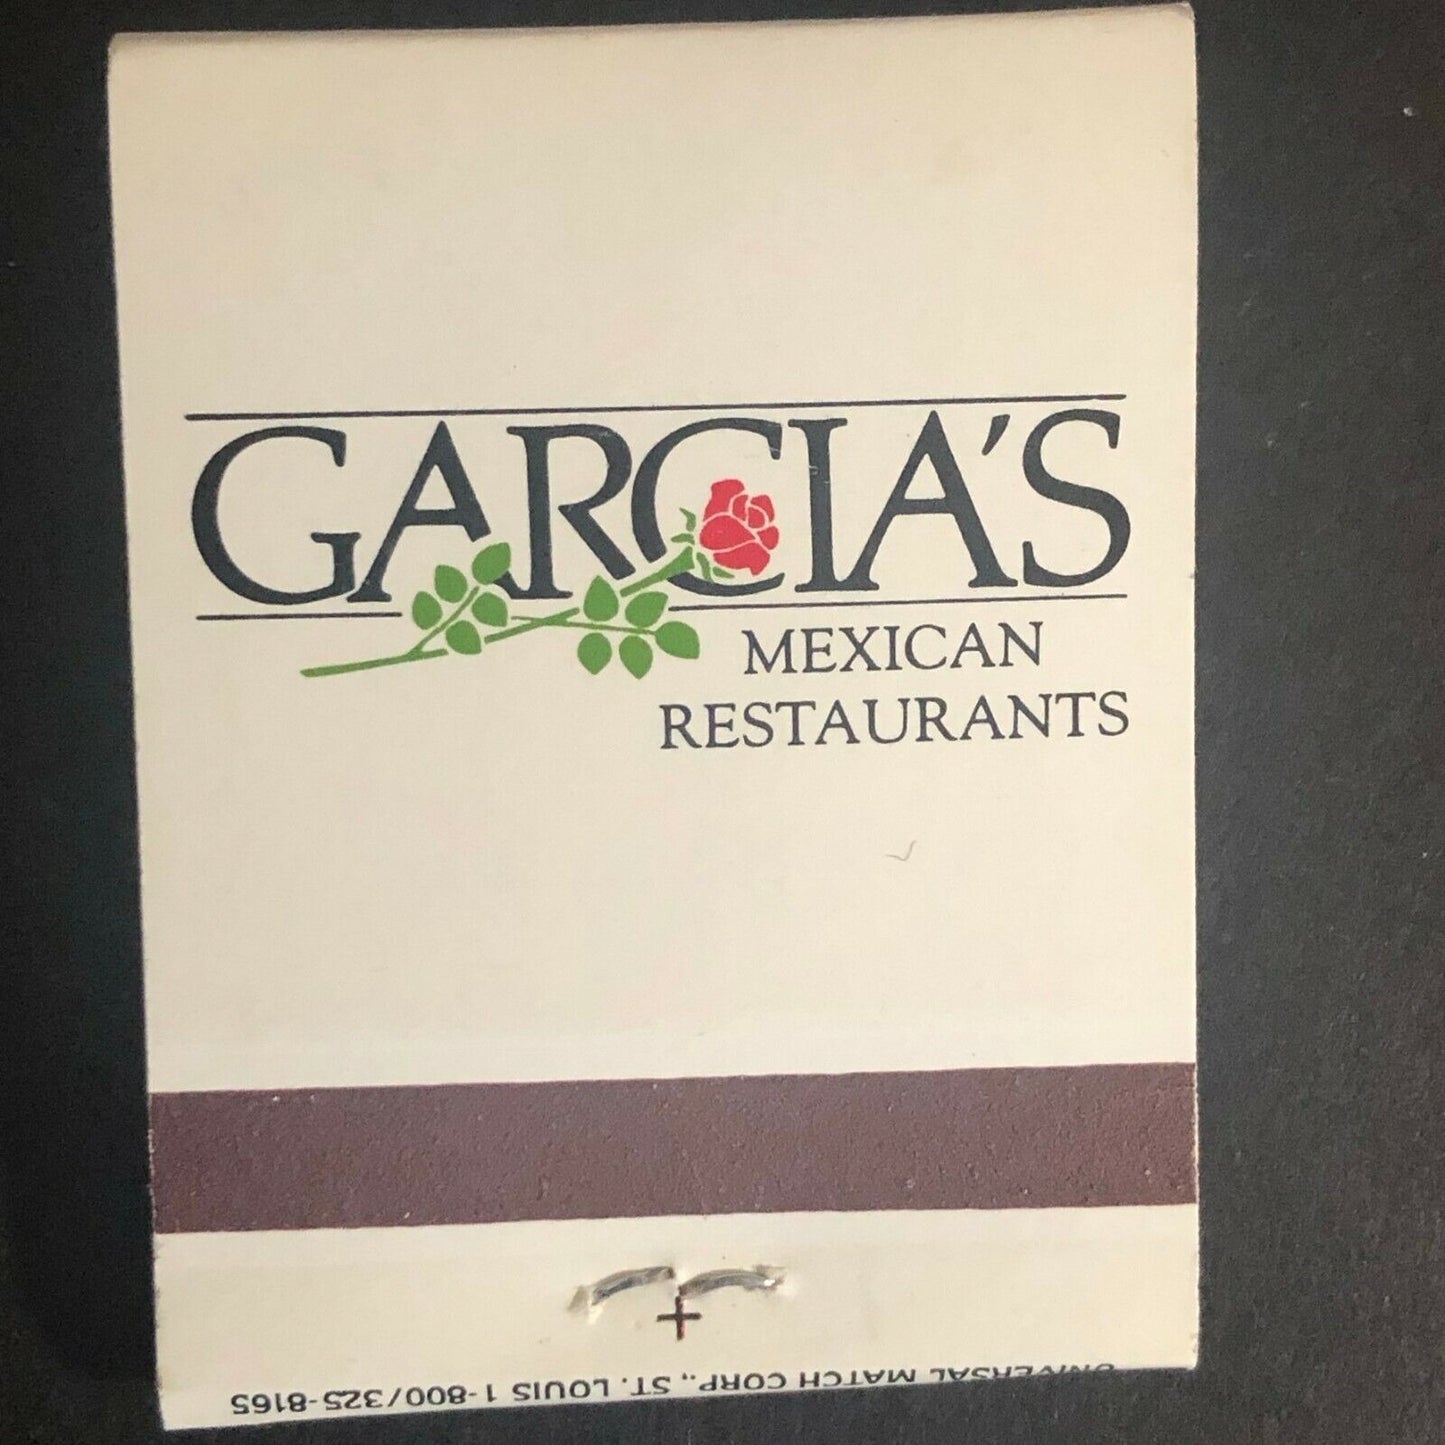 GARCIA'S
MEXICAN
RESTAURANTS
UNIVERSAL MATCH CORP., ST. LOUIS 1-800/325-8165